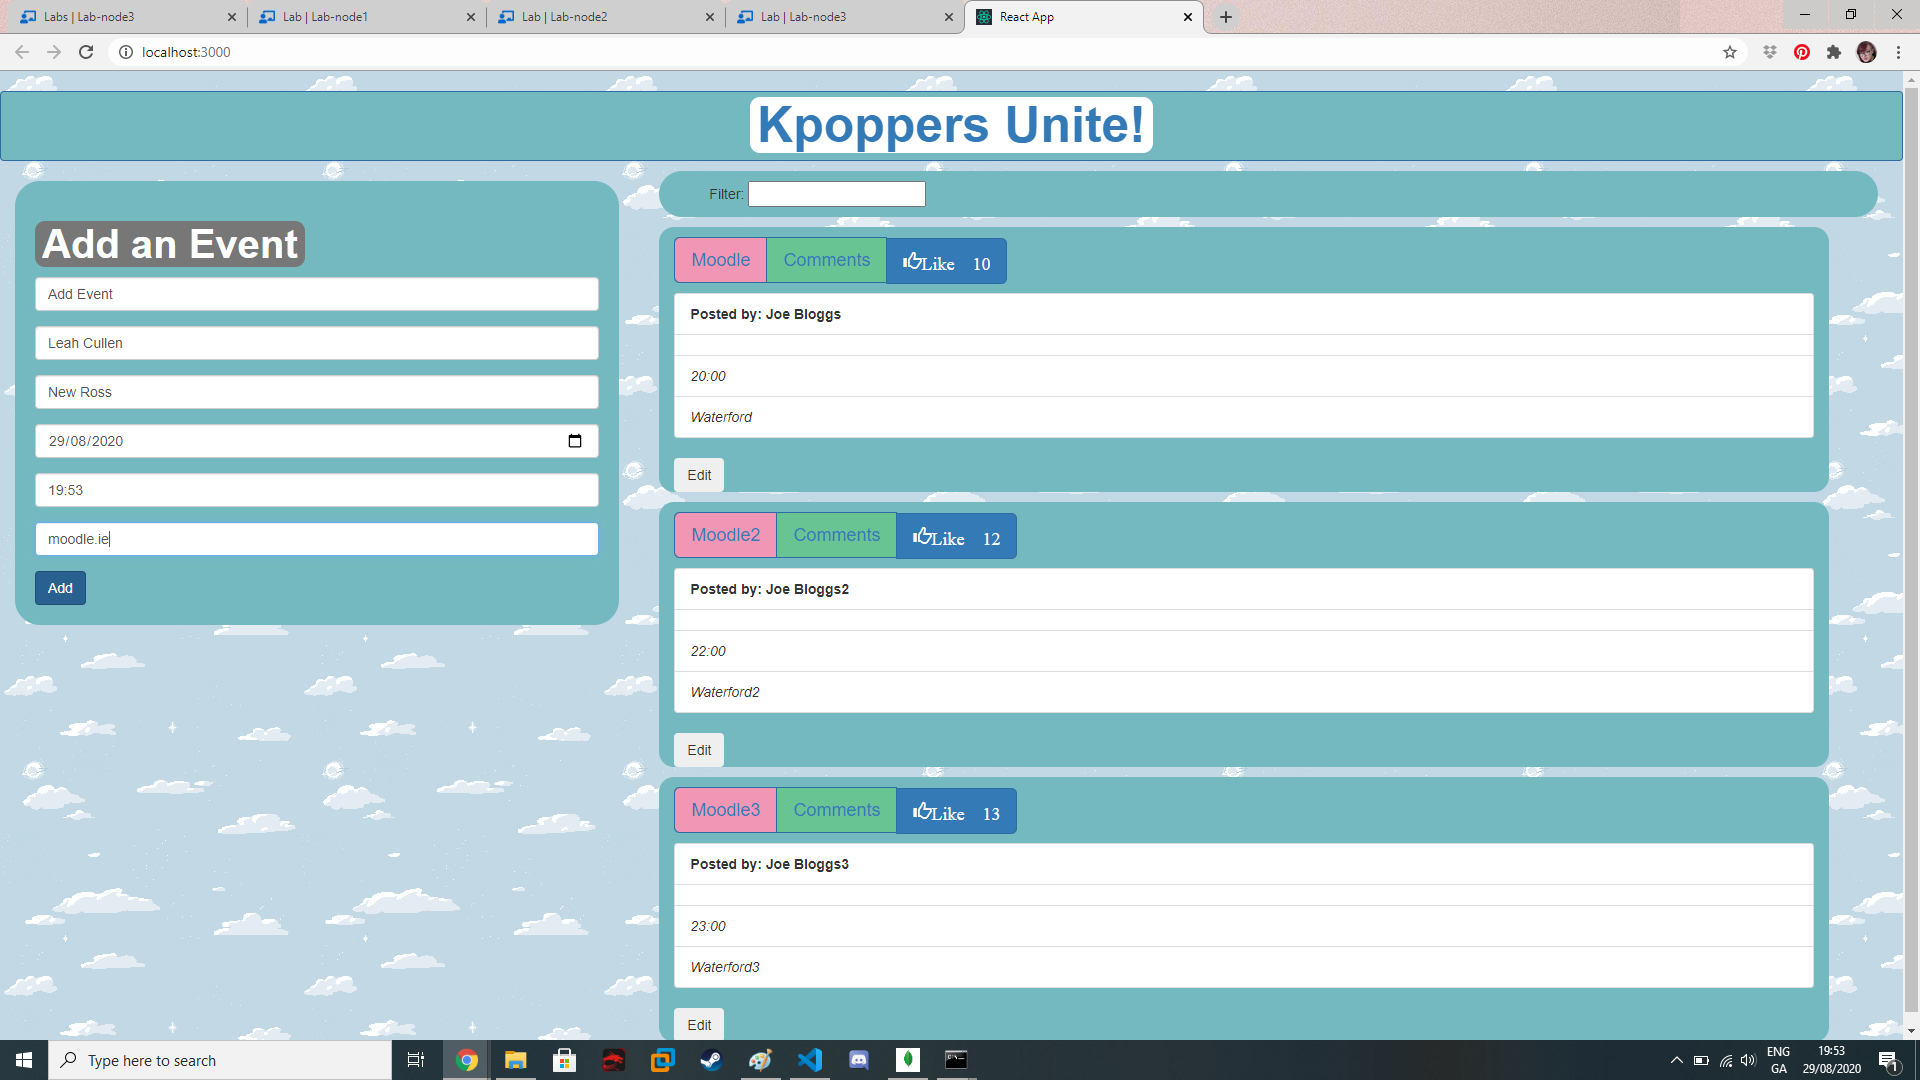 Labs | Lab-node3
Lab | Lab-node1
Lab | Lab-node2
Lab | Lab-node3
React App
localhost:3000
Kpoppers Unite!
Add an Event
Add Event
Leah Cullen
New Ross
29/08/2020
19:53
moodle.ie
Add
Filter:
Moodle Comments Like 10
Posted by: Joe Bloggs
20:00
Waterford
Edit
Moodle2 Comments Like 12
Posted by: Joe Bloggs2
22:00
Waterford2
Edit
Moodle3 Comments Like 13
Posted by: Joe Bloggs3
23:00
Waterford3
Edit
Type here to search
ENG
GA
19:53
29/08/2020
1